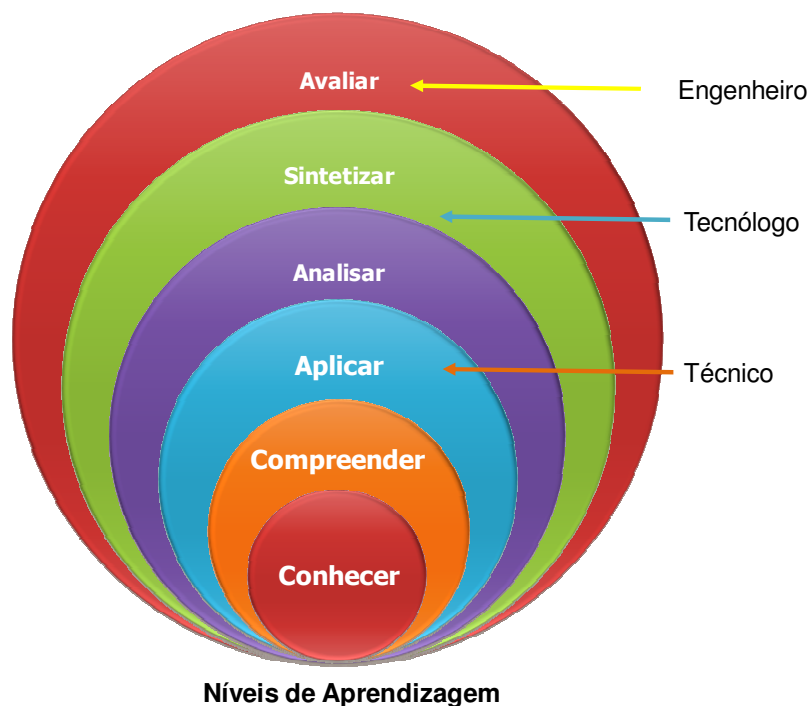 Avaliar
Engenheiro
Sintetizar
Tecnólogo
Analisar
Aplicar
Técnico
Compreender
Conhecer
Níveis de Aprendizagem